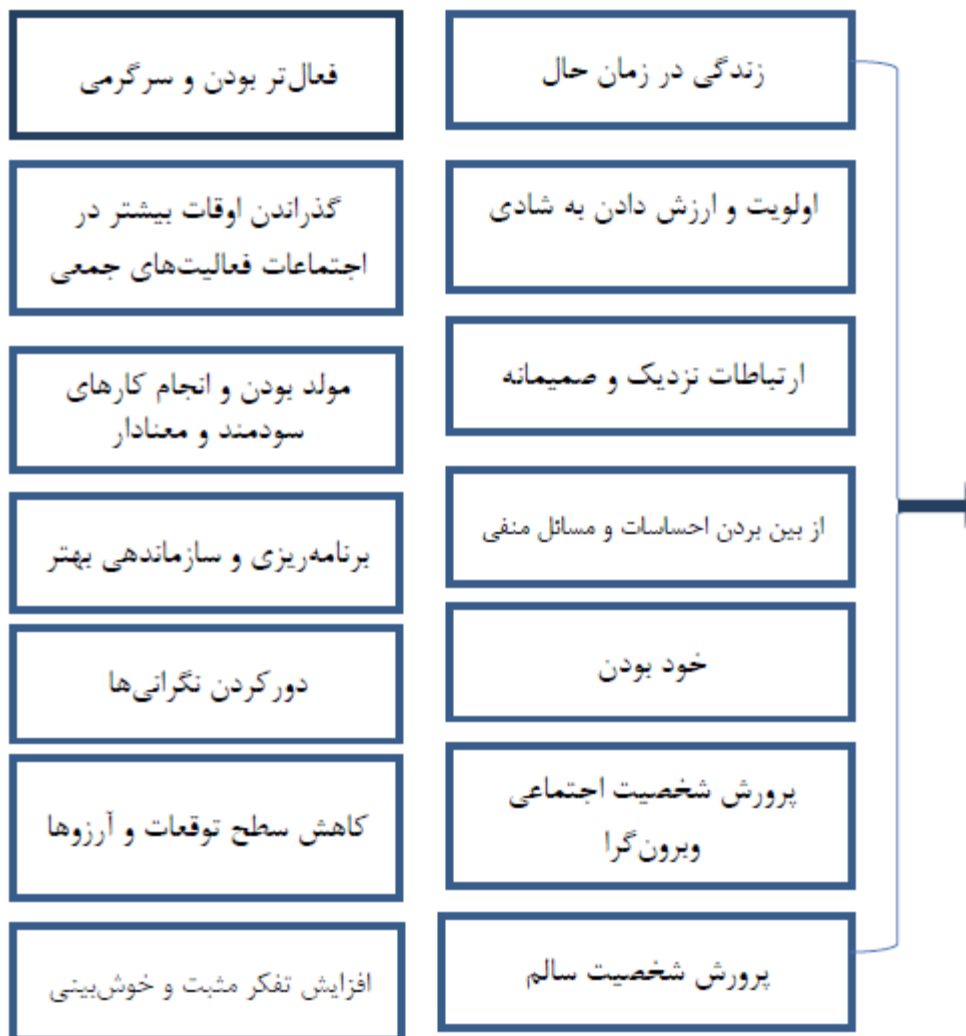 زندگی در زمان حال
اولویت و ارزش دادن به شادی
ارتباطات نزدیک و صمیمانه
از بین بردن احساسات و مسائل منفی
خود بودن
پرورش شخصیت اجتماعی
وبرون‌گرا
پرورش شخصیت سالم
فعال‌تر بودن و سرگرمی
گذراندن اوقات بیشتر در
اجتماعات فعالیت‌های جمعی
مولد بودن و انجام کارهای
سودمند و معنادار
برنامه‌ریزی و سازماندهی بهتر
دورکردن نگرانی‌ها
کاهش سطح توقعات و آرزوها
افزایش تفکر مثبت و خوش‌بینی